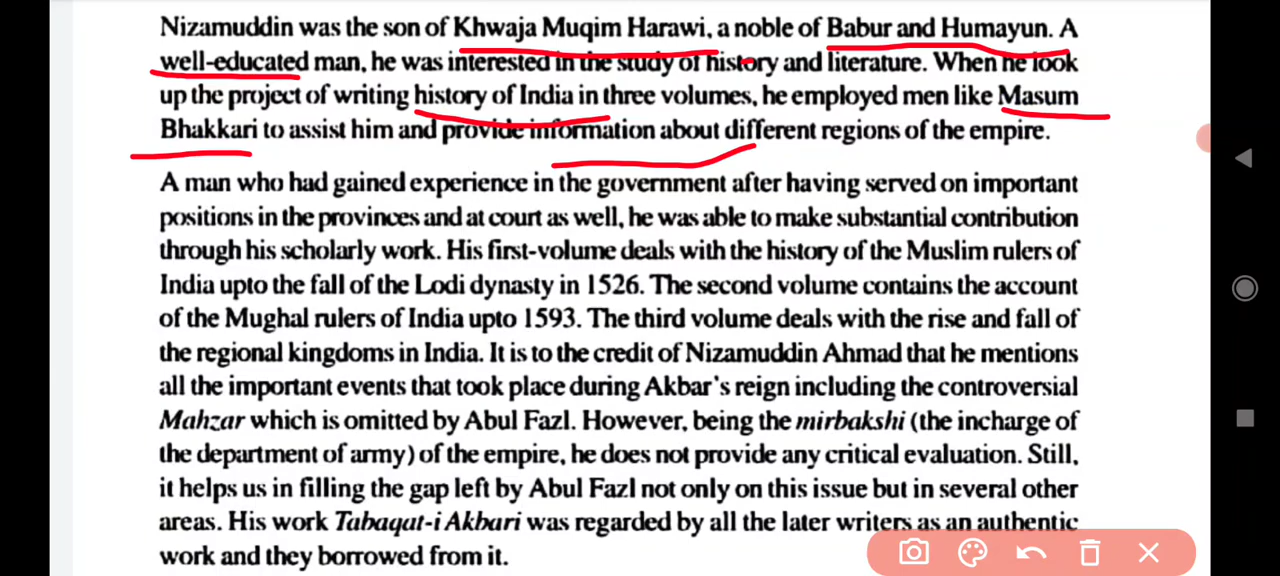 Nizamuddin was the son of Khwaja Muqim Harawi, a noble of Babur and Humayun. A
well-educated man, he was interested in the study of history and literature. When he took
up the project of writing history of India in three volumes, he employed men like Masum
Bhakkari to assist him and provide information about different regions of the empire.
A man who had gained experience in the government after having served on important
positions in the provinces and at court as well, he was able to make substantial contribution
through his scholarly work. His first-volume deals with the history of the Muslim rulers of
India upto the fall of the Lodi dynasty in 1526. The second volume contains the account
of the Mughal rulers of India upto 1593. The third volume deals with the rise and fall of
the regional kingdoms in India. It is to the credit of Nizamuddin Ahmad that he mentions
all the important events that took place during Akbar's reign including the controversial
Mahzar which is omitted by Abul Fazl. However, being the mirbakshi (the incharge of
the department of army) of the empire, he does not provide any critical evaluation. Still,
it helps us in filling the gap left by Abul Fazl not only on this issue but in several other
areas. His work Tabaqat-i Akbari was regarded by all the later writers as an authentic
work and they borrowed from it.